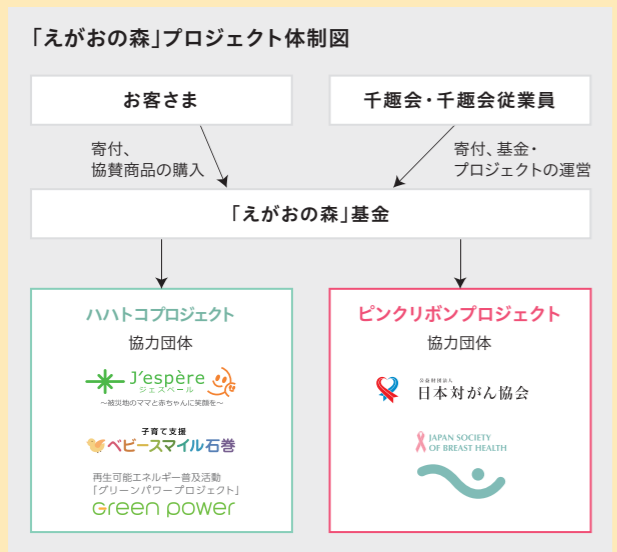 「えがおの森」プロジェクト体制図
お客さま
千趣会・千趣会従業員
寄付、
協賛商品の購入
寄付、基金・
プロジェクトの運営
「えがおの森」基金
ハハトコプロジェクト
協力団体
J'espère
ジェスペール
〜被災地のママと赤ちゃんに笑顔を〜
子育て支援
ベビースマイル石巻
再生可能エネルギー普及活動
「グリーンパワープロジェクト」
Green power
ピンクリボンプロジェクト
協力団体
公益財団法人
日本対がん協会
JAPAN SOCIETY
OF BREAST HEALTH